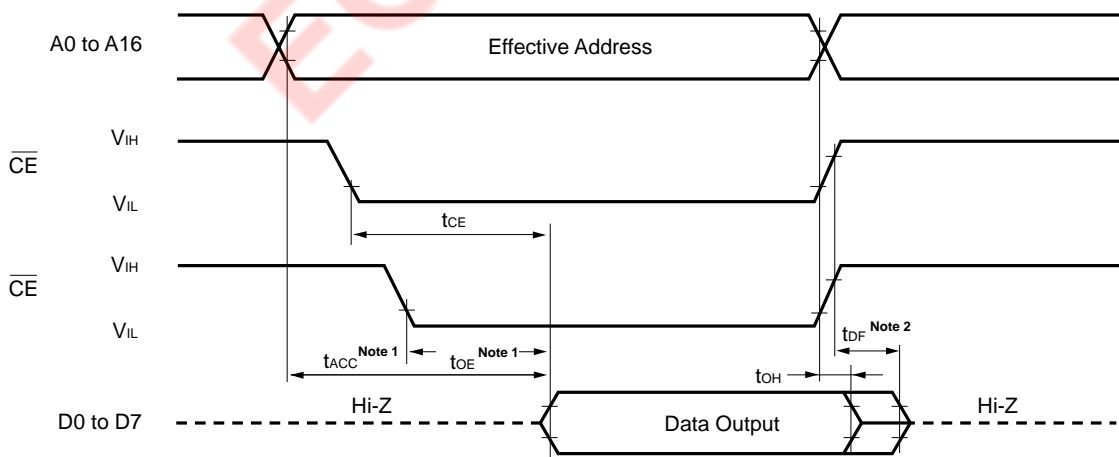 A0 to A16
Effective Address
VIH
CE
VIL
tCE
VIH
CE
VIL
tACC Note 1
tOE Note 1
tDF Note 2
tOH
D0 to D7
Hi-Z
Data Output
Hi-Z